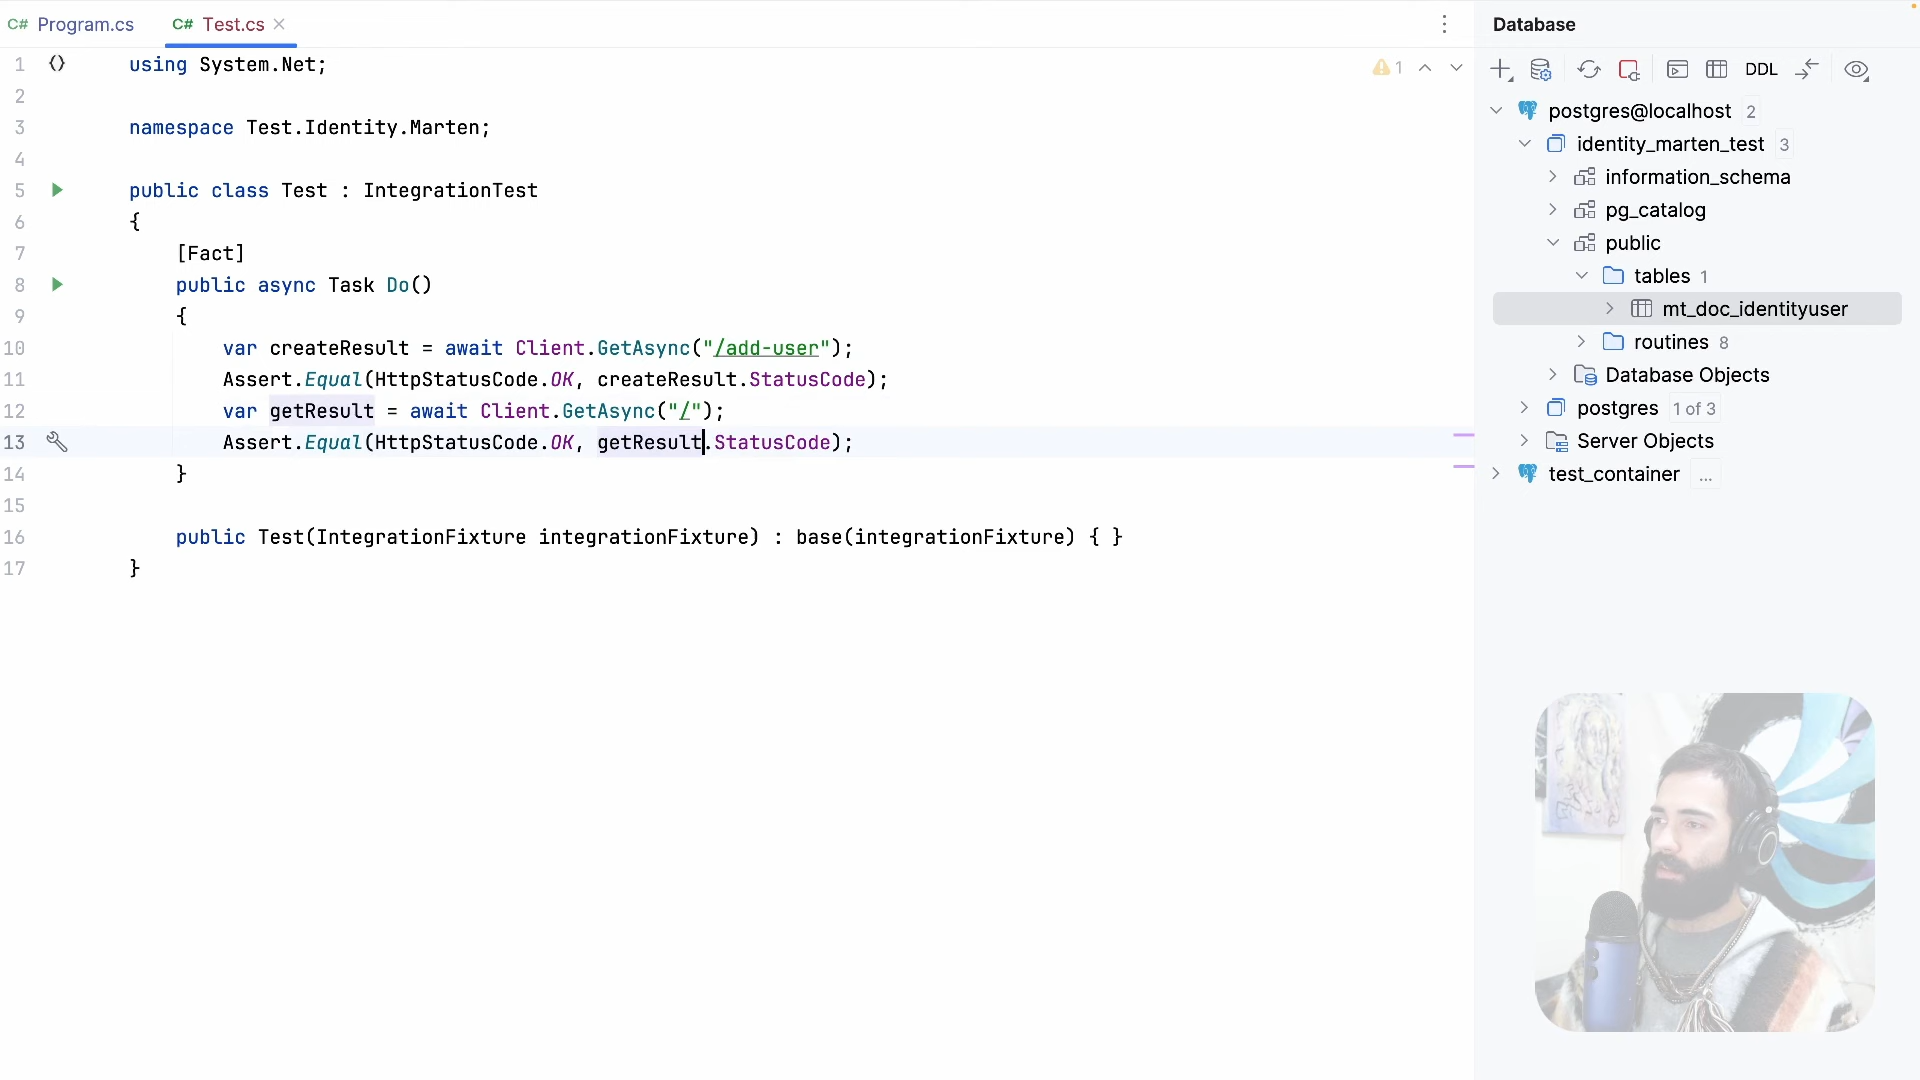 C# Program.cs
C# Test.cs
Database
1 using System.Net;
1
DDL
2
3 namespace Test.Identity.Marten;
4
5 public class Test : IntegrationTest
6 {
7 [Fact]
8 public async Task Do()
9 {
10 var createResult = await Client.GetAsync("/add-user");
11 Assert.Equal(HttpStatusCode.OK, createResult.StatusCode);
12 var getResult = await Client.GetAsync("/");
13 Assert.Equal(HttpStatusCode.OK, getResult.StatusCode);
14 }
15
16 public Test(IntegrationFixture integrationFixture) : base(integrationFixture) { }
17 }
postgres@localhost 2
identity_marten_test 3
information_schema
pg_catalog
public
tables 1
mt_doc_identityuser
routines 8
Database Objects
postgres 1 of 3
Server Objects
test_container ...